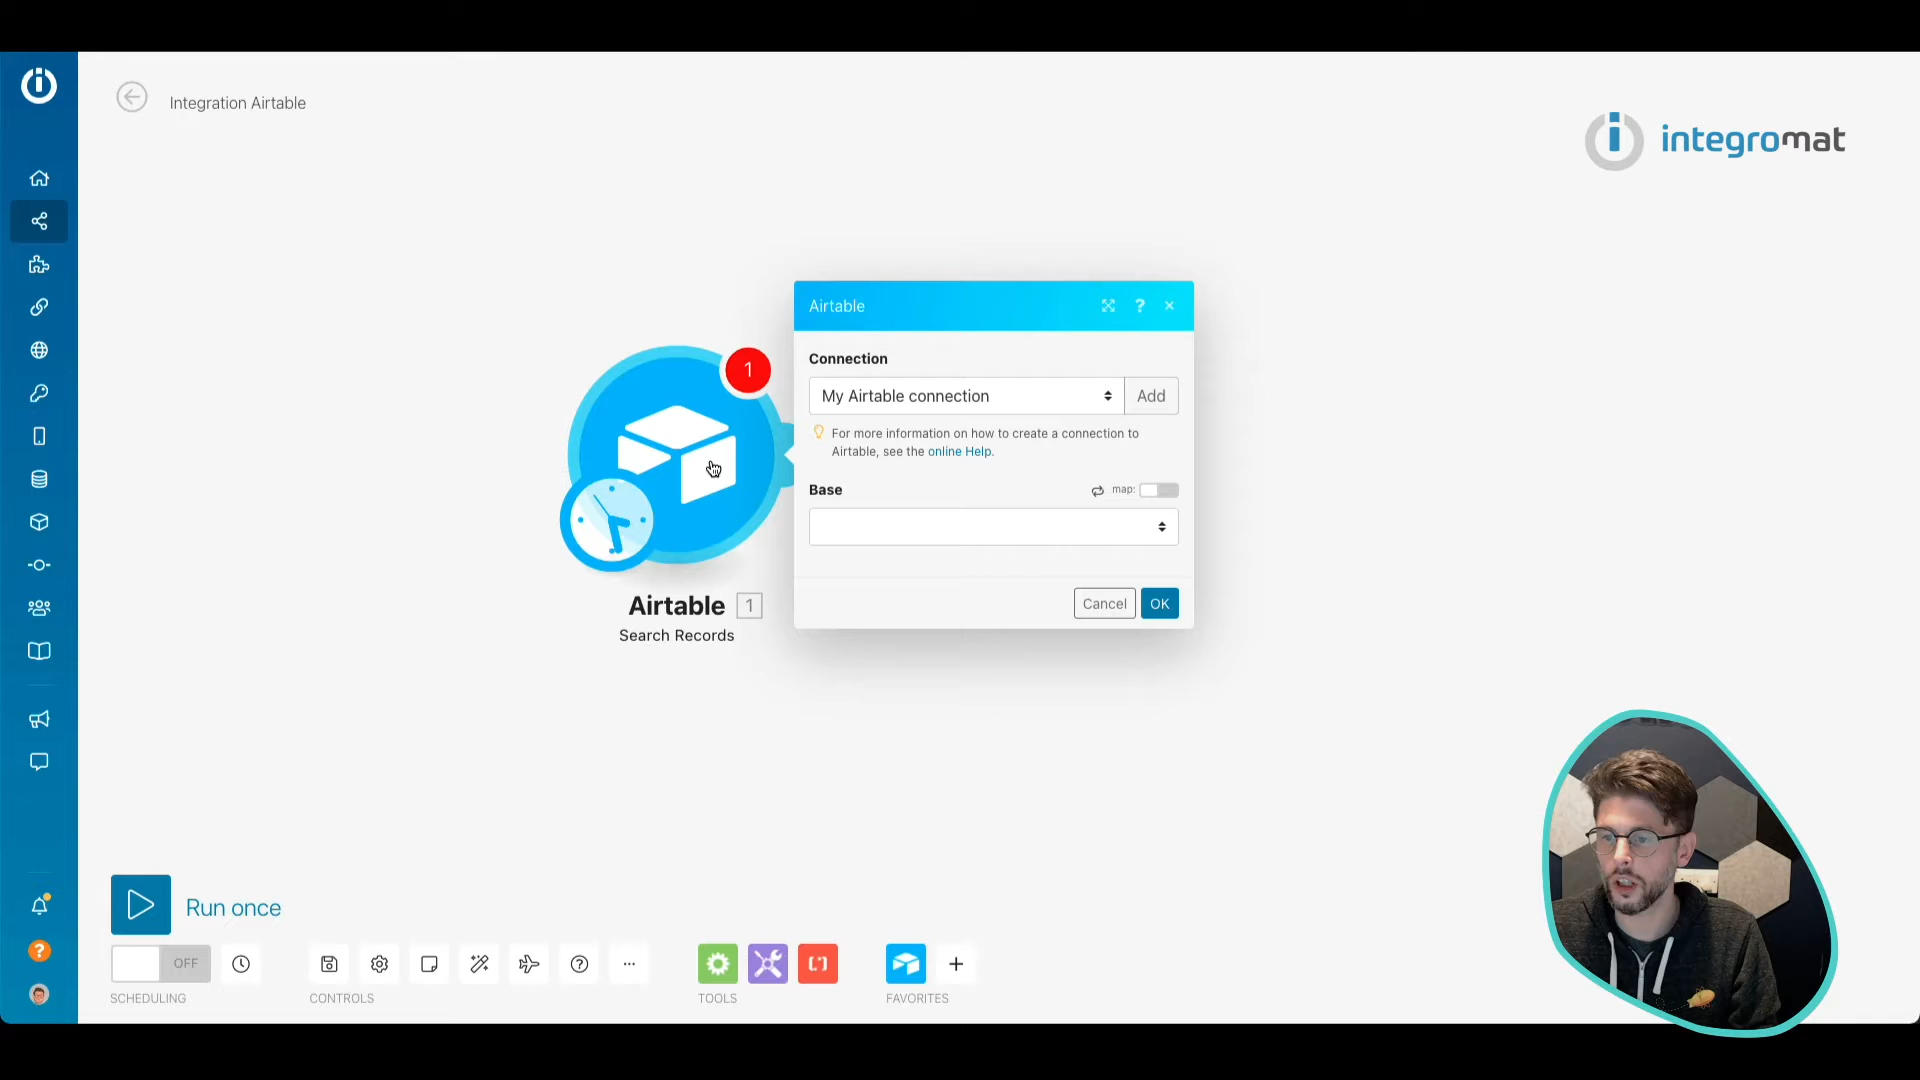 Integration Airtable
integromat
Airtable
?
Connection
1
My Airtable connection
Add
For more information on how to create a connection to
Airtable, see the online Help.
Base
map:
Cancel
OK
Airtable 1
Search Records
Run once
OFF
SCHEDULING
CONTROLS
TOOLS
FAVORITES